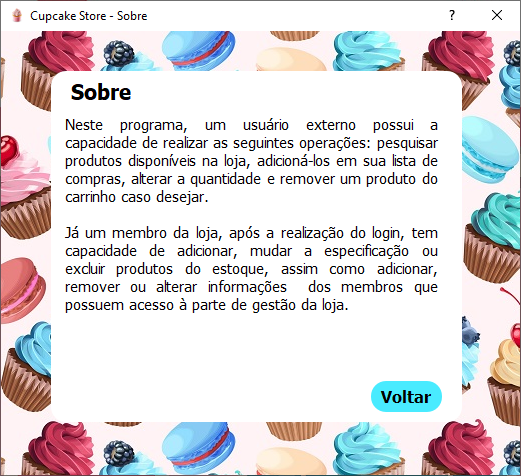 Cupcake Store - Sobre
Sobre
Neste programa, um usuário externo possui a
capacidade de realizar as seguintes operações: pesquisar
produtos disponíveis na loja, adicioná-los em sua lista de
compras, alterar a quantidade e remover um produto do
carrinho caso desejar.
Já um membro da loja, após a realização do login, tem
capacidade de adicionar, mudar a especificação ou
excluir produtos do estoque, assim como adicionar,
remover ou alterar informações dos membros que
possuem acesso à parte de gestão da loja.
Voltar